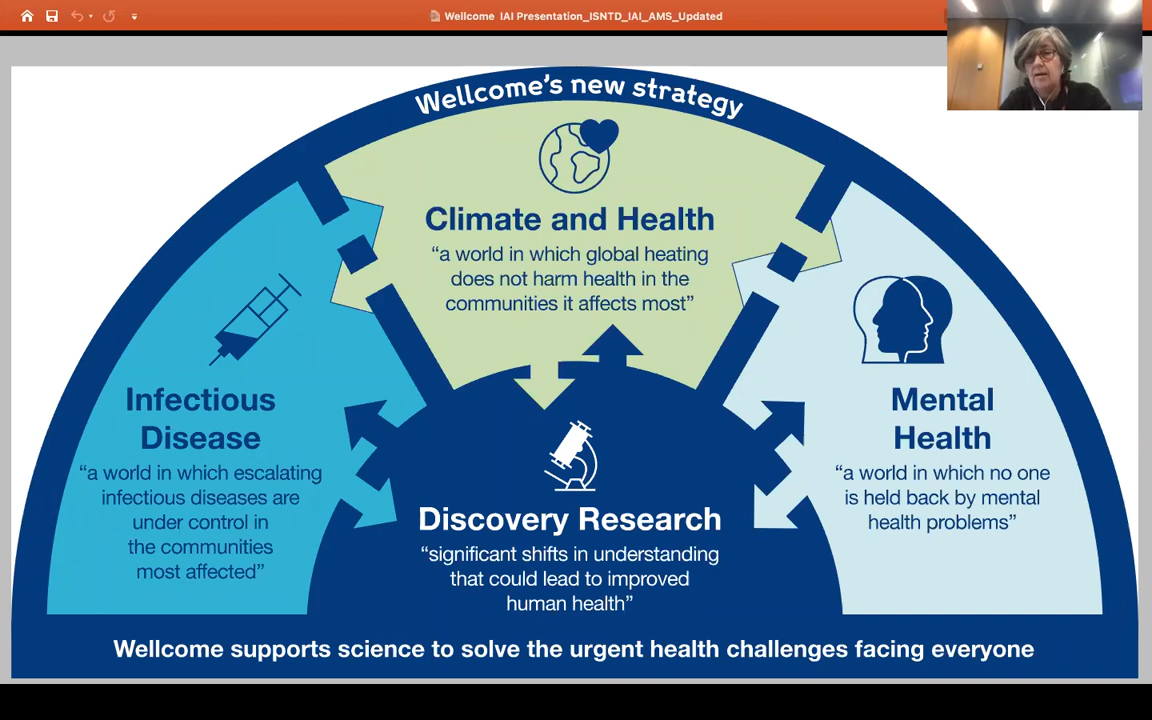 Wellcome IAI Presentation_ISNTD_IAI_AMS_Updated
Wellcome's new strategy
Climate and Health
“a world in which global heating
does not harm health in the
communities it affects most”
Infectious
Disease
“a world in which escalating
infectious diseases are
under control in
the communities
most affected”
Mental
Health
“a world in which no one
is held back by mental
health problems”
Discovery Research
“significant shifts in understanding
that could lead to improved
human health”
Wellcome supports science to solve the urgent health challenges facing everyone